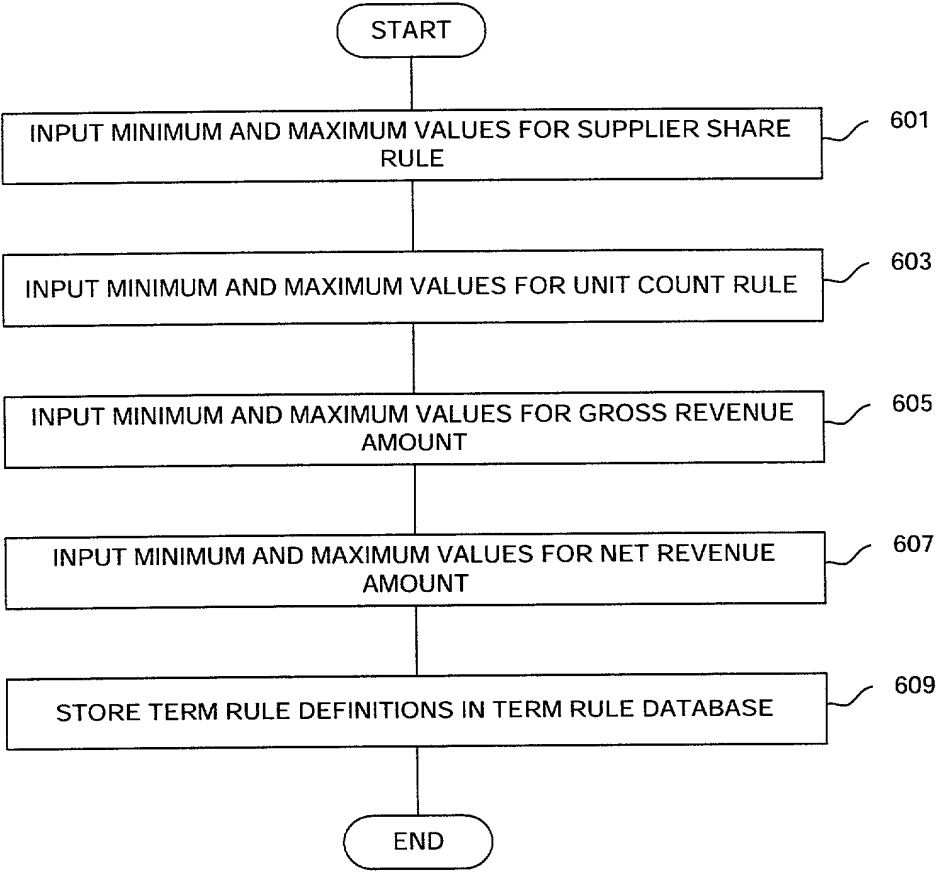 START
INPUT MINIMUM AND MAXIMUM VALUES FOR SUPPLIER SHARE
RULE
601
INPUT MINIMUM AND MAXIMUM VALUES FOR UNIT COUNT RULE
603
INPUT MINIMUM AND MAXIMUM VALUES FOR GROSS REVENUE
AMOUNT
605
INPUT MINIMUM AND MAXIMUM VALUES FOR NET REVENUE
AMOUNT
607
STORE TERM RULE DEFINITIONS IN TERM RULE DATABASE
609
END